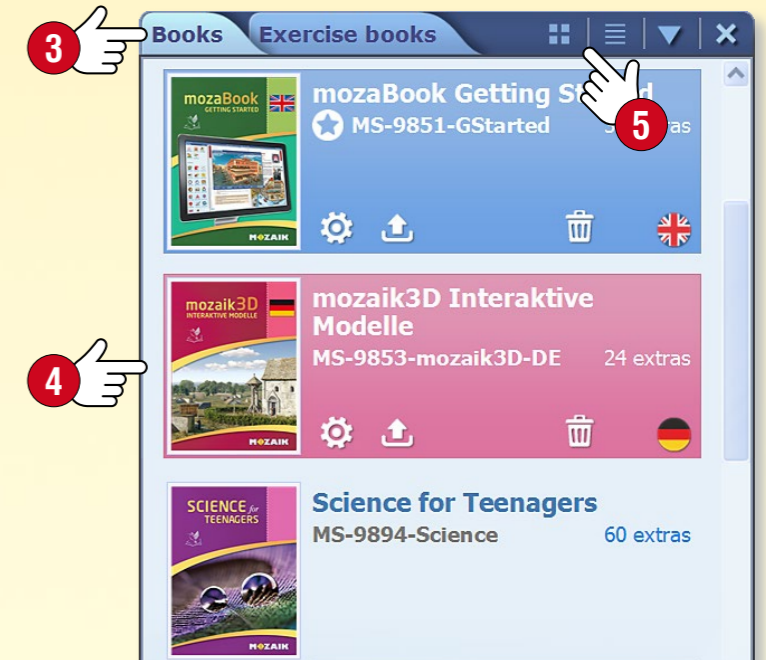 3
Books Exercise books
mozaBook
GETTING STARTED
MOZAIK
mozaBook Getting
MS-9851-GStarted
5
mozaik3D
INTERAKTIVE MODELLE
MOZAIK
mozaik3D Interaktive
Modelle
MS-9853-mozaik3D-DE 24 extras
4
SCIENCE for
TEENAGERS
MOZAIK
Science for Teenagers
MS-9894-Science 60 extras